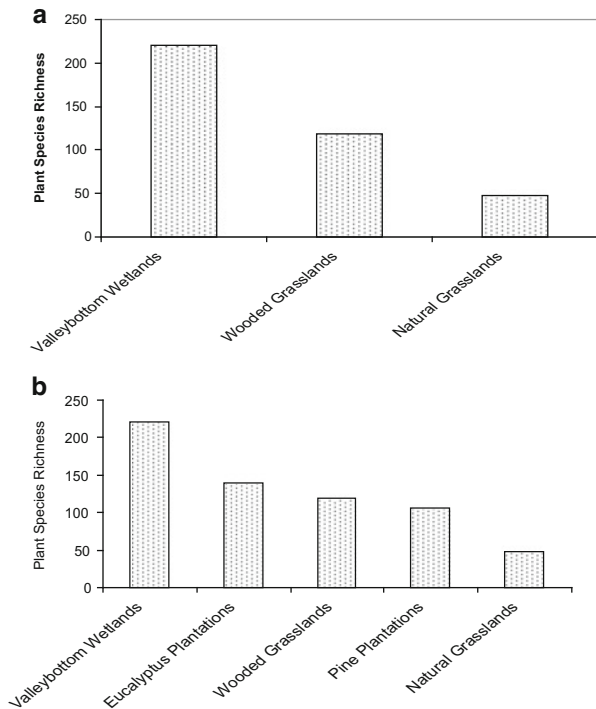 a
Plant Species Richness
250
200
150
100
50
0
Valleybottom Wetlands
Wooded Grasslands
Natural Grasslands
b
Plant Species Richness
250
200
150
100
50
0
Valleybottom Wetlands
Eucalyptus Plantations
Wooded Grasslands
Pine Plantations
Natural Grasslands